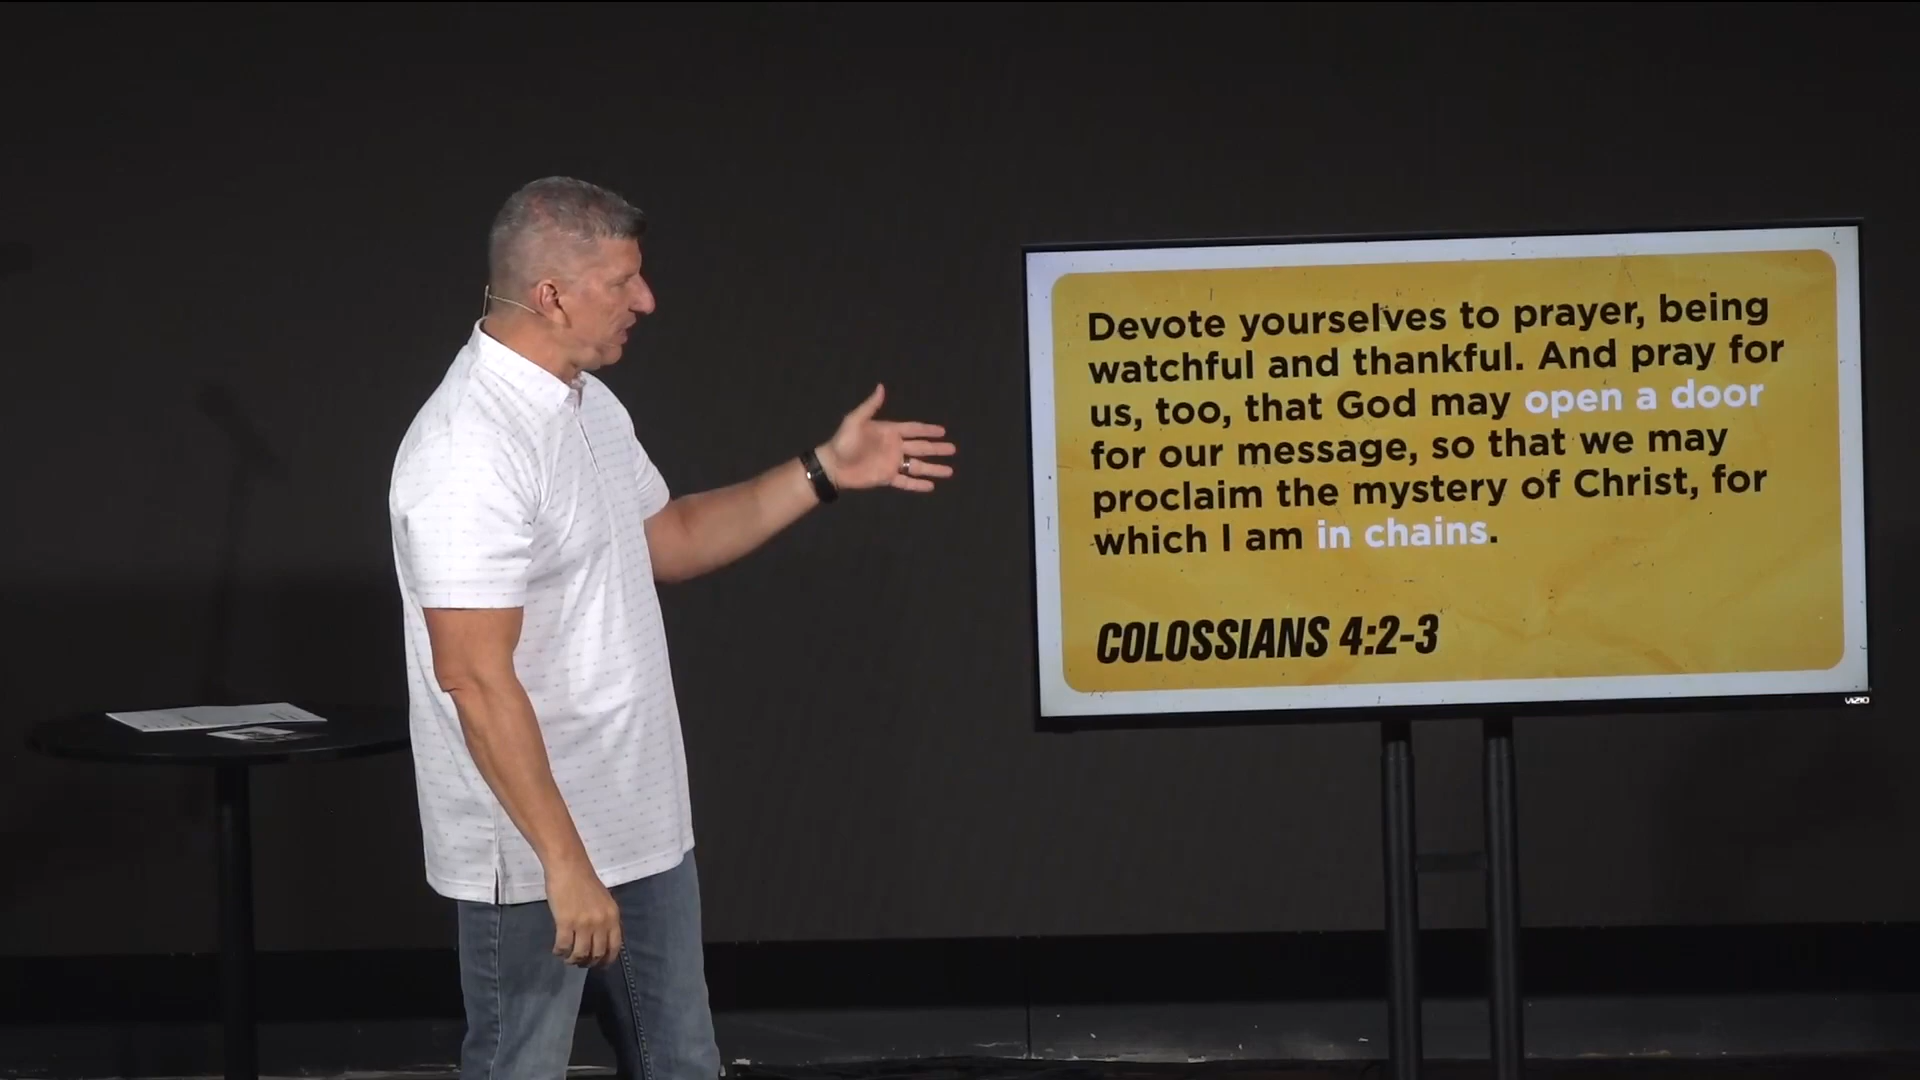 Devote yourselves to prayer, being
watchful and thankful. And pray for
us, too, that God may open a door
for our message, so that we may
proclaim the mystery of Christ, for
which I am in chains.
COLOSSIANS 4:2-3
VIZIO